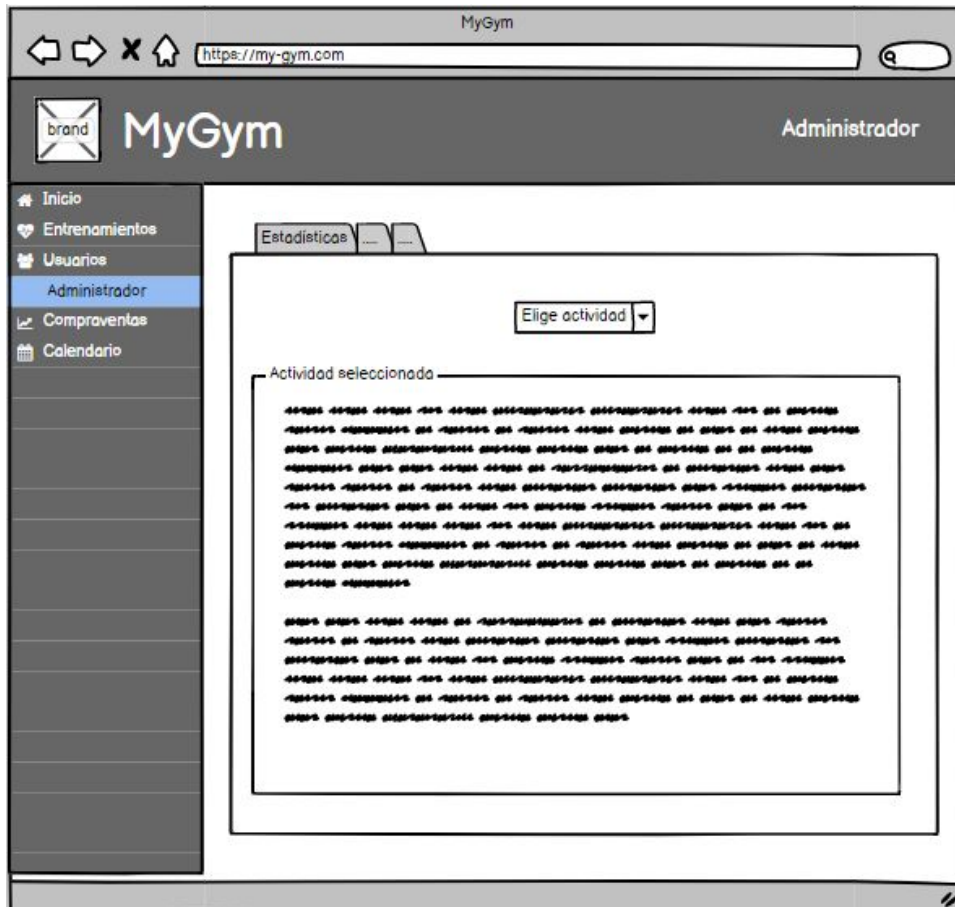 MyGym
https://my-gym.com
brand
MyGym
Administrador
Inicio
Entrenamientos
Usuarios
Administrador
Compraventas
Calendario
Estadísticas
....
....
Elige actividad
Actividad seleccionada